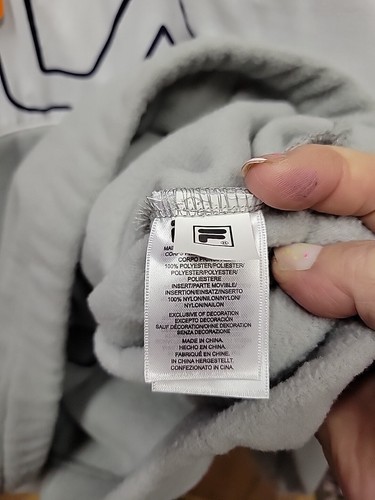 F
100% POLYESTER/POLIESTER/
POLYESTER/POLYESTER/
POLIESTERE
INSERT/PARTE MOVIBLE/
INSERTION/EINSATZ/INSERTO
100% NYLON/NILON/NYLON/
NYLON/NAILON
EXCLUSIVE OF DECORATION
EXCEPTO DECORACIÓN
SAUF DÉCORATION/OHNE DEKORATION
SENZA DECORAZIONE
MADE IN CHINA.
HECHO EN CHINA.
FABRIQUÉ EN CHINE.
IN CHINA HERGESTELLT.
CONFEZIONATO IN CINA.